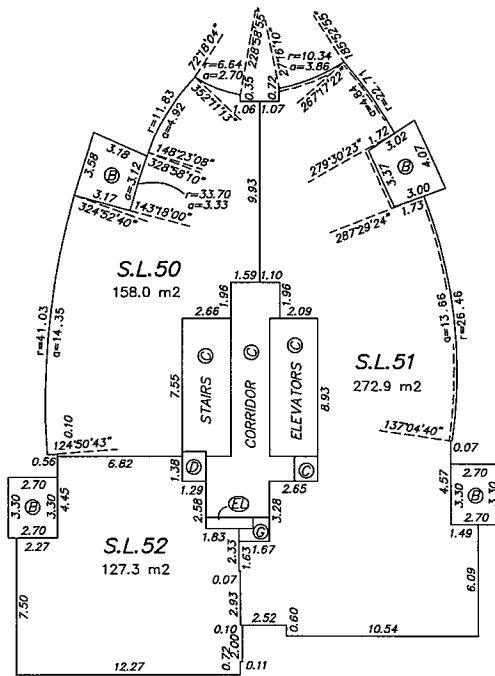 72°18'04"
r=6.64
a=2.70
352°11'13"
228°58'55"
0.35
0.72
27°16'10"
r=10.34
a=3.86
267°17'22"
186°52'55"
r=22.71
a=4.84
1.06
1.07
r=11.83
a=4.92
1.72
3.02
279°30'23"
B
4.07
3.37
3.00
1.73
287°29'24"
3.18
3.58
B
3.17
148°23'08"
328°58'10"
a=3.12
r=33.70
a=3.33
143°18'00"
324°52'40"
9.93
S.L.50
158.0 m2
1.59
1.10
1.96
1.96
2.66
2.09
r=41.03
a=14.35
a=13.66
r=26.46
7.55
STAIRS C
CORRIDOR C
ELEVATORS C
8.93
S.L.51
272.9 m2
137°04'40"
0.10
124°50'43"
0.56
6.82
0.07
1.38
D
C
1.29
2.65
2.70
3.30
B
3.30
4.45
2.70
2.27
4.57
2.70
3.30
B
3.30
1.49
2.58
EL
3.28
1.83
G
1.63
1.67
2.33
S.L.52
127.3 m2
0.07
2.93
7.50
6.09
2.52
0.60
0.10
2.00
10.54
0.72
12.27
0.11